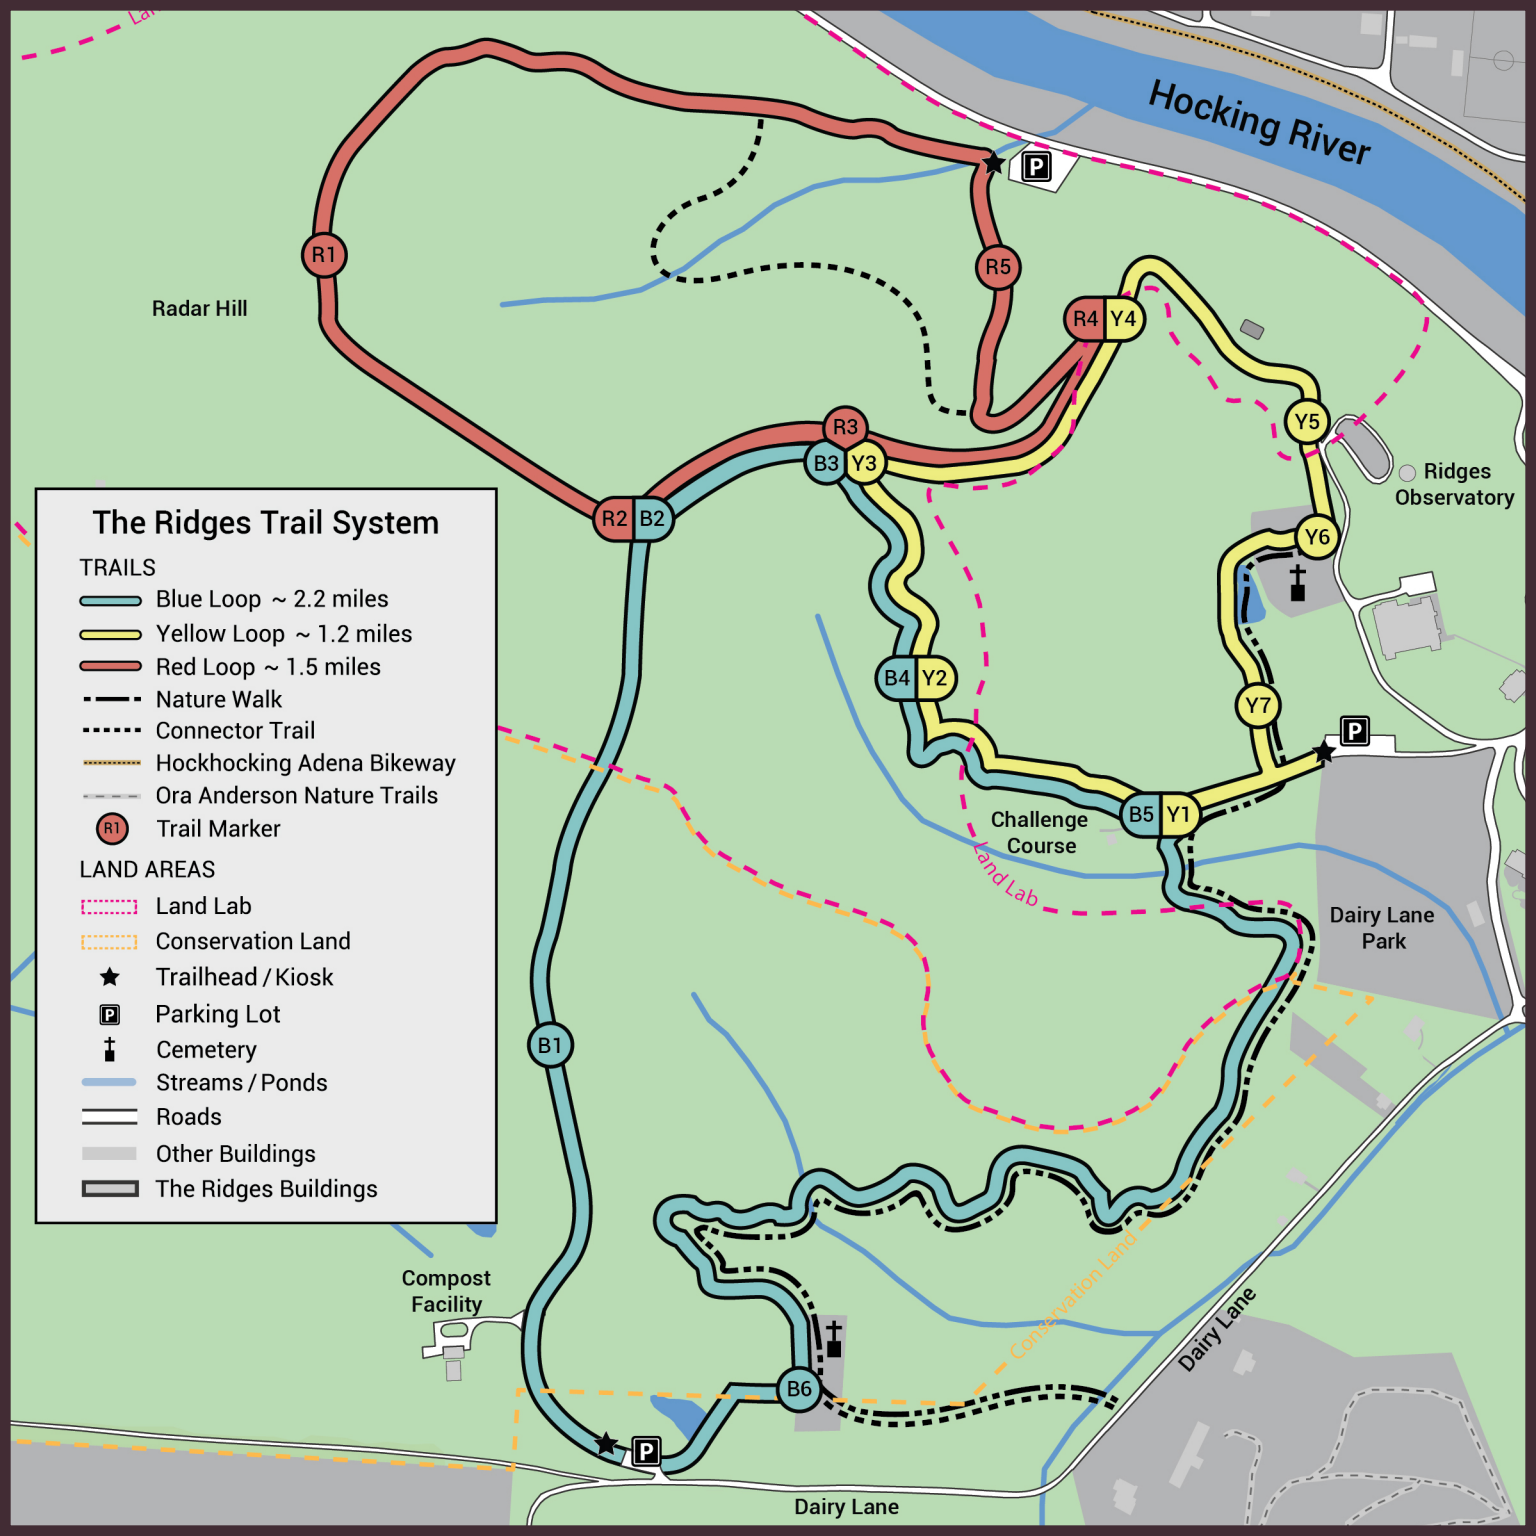 Lan
Hocking River
P
R1
R5
Radar Hill
R4 Y4
Y5
R3
B3 Y3
Ridges
Observatory
R2 B2
Y6
The Ridges Trail System
TRAILS
Blue Loop ~ 2.2 miles
Yellow Loop ~ 1.2 miles
Red Loop ~ 1.5 miles
Nature Walk
Connector Trail
Hockhocking Adena Bikeway
Ora Anderson Nature Trails
R1 Trail Marker
LAND AREAS
Land Lab
Conservation Land
Trailhead / Kiosk
P Parking Lot
Cemetery
Streams / Ponds
Roads
Other Buildings
The Ridges Buildings
B4 Y2
Y7
P
B5 Y1
Challenge
Course
Land Lab
Dairy Lane
Park
B1
Conservation Land
Compost
Facility
Dairy Lane
B6
P
Dairy Lane